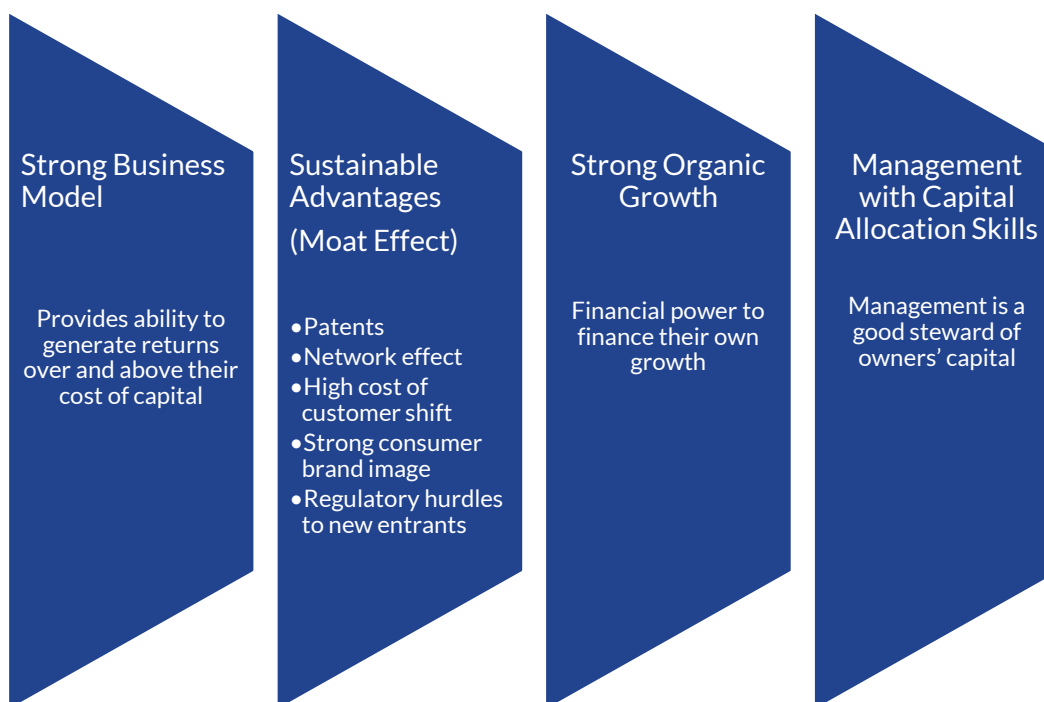 Strong Business
Model
Provides ability to
generate returns
over and above their
cost of capital
Sustainable
Advantages
(Moat Effect)
•Patents
•Network effect
•High cost of
customer shift
•Strong consumer
brand image
•Regulatory hurdles
to new entrants
Strong Organic
Growth
Financial power to
finance their own
growth
Management
with Capital
Allocation Skills
Management is a
good steward of
owners’ capital